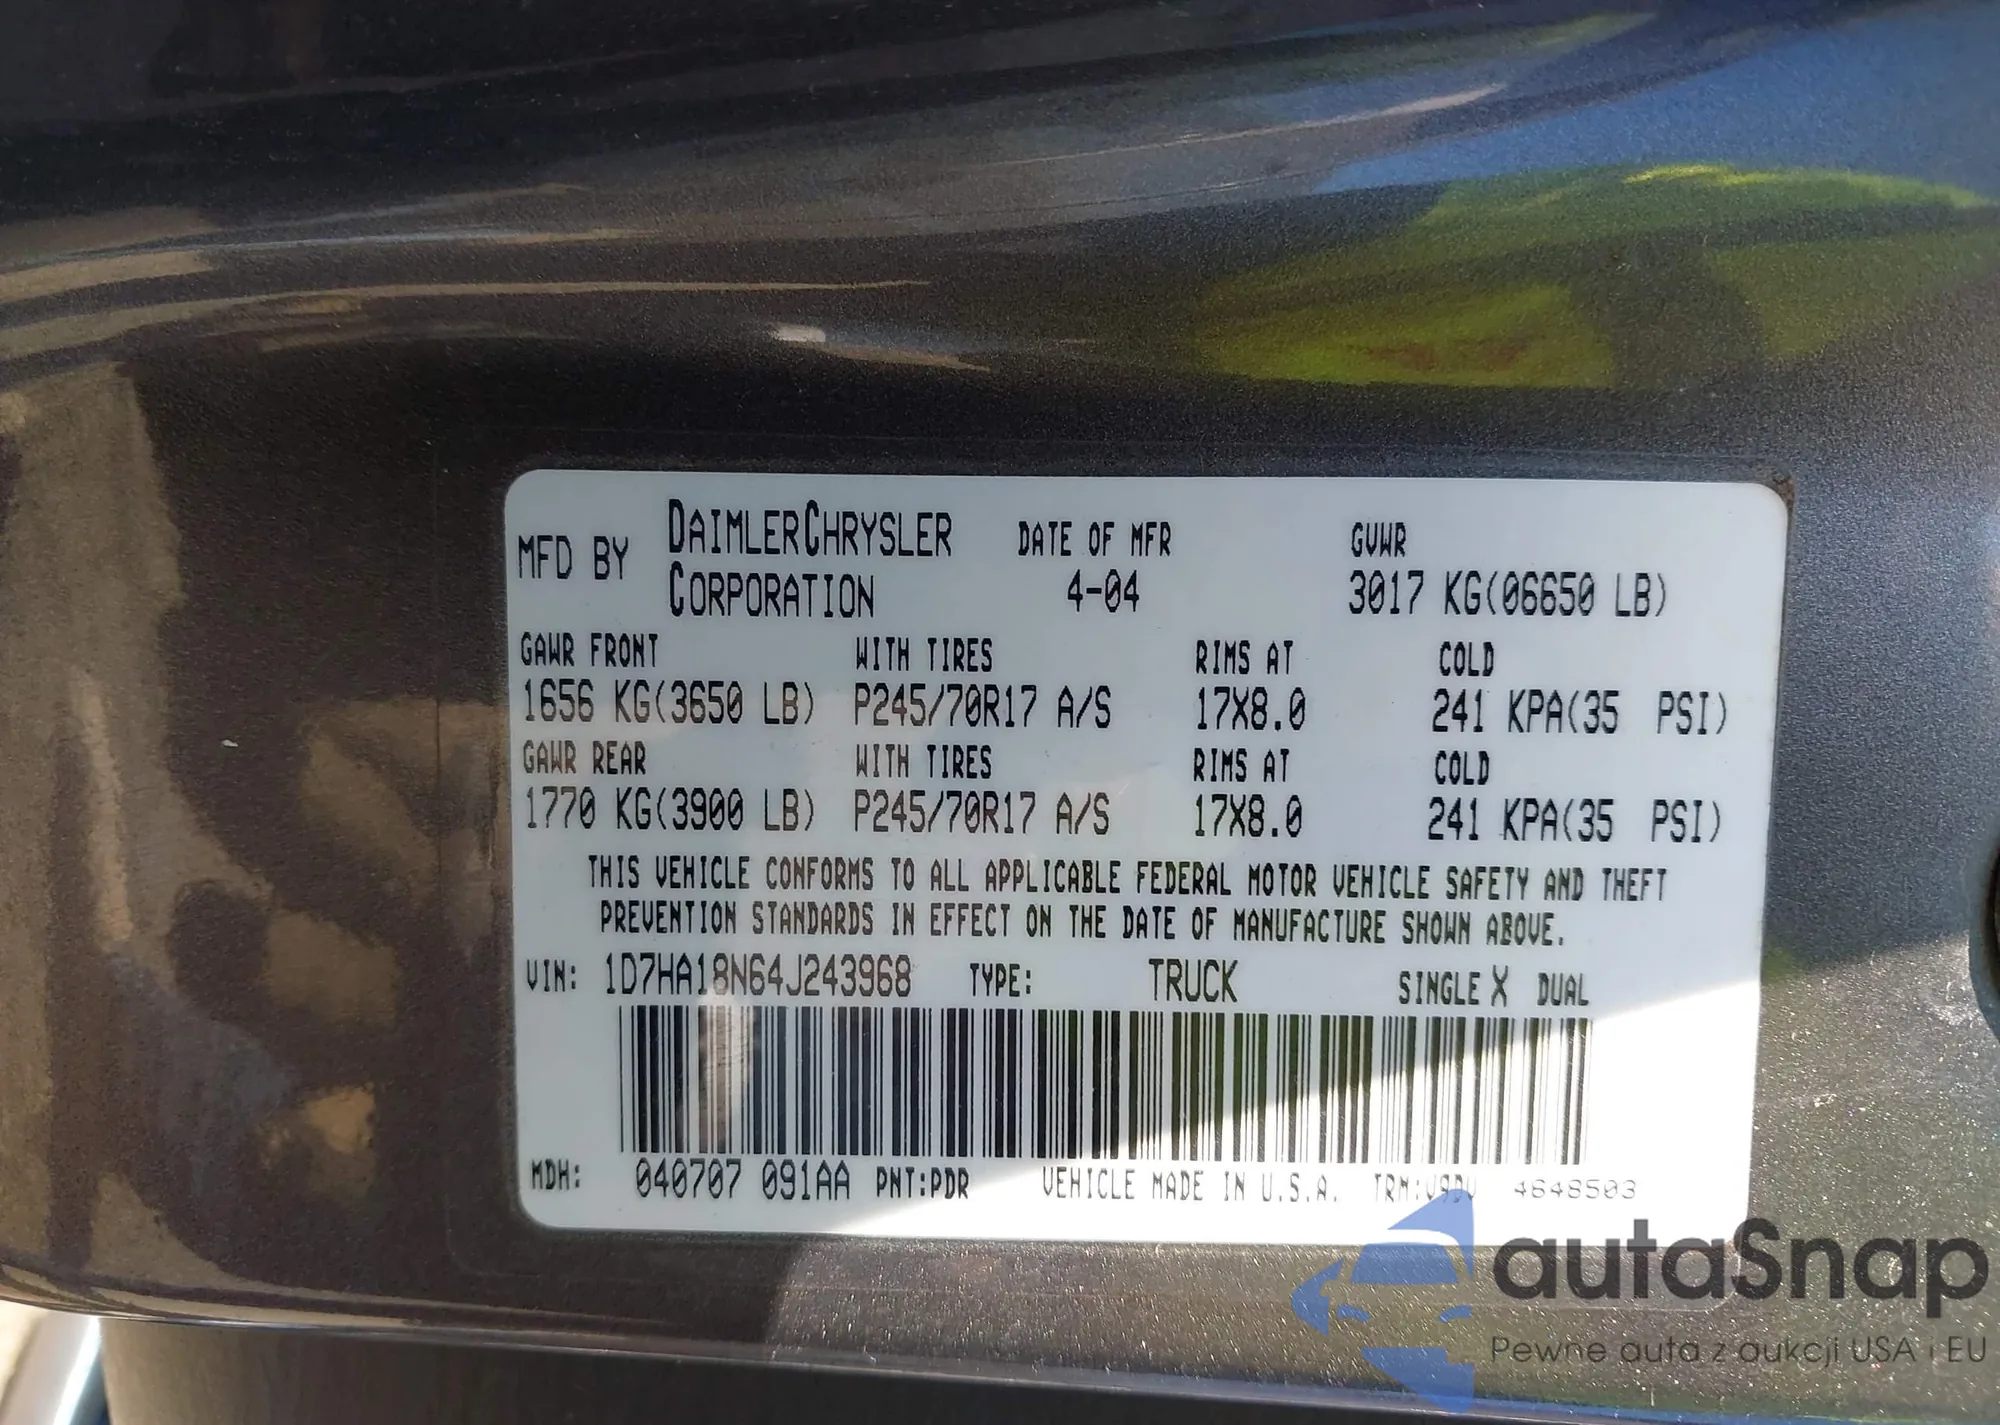 MFD BY DAIMLERCHRYSLER CORPORATION DATE OF MFR 4-04 GVWR 3017 KG(06650 LB)
GAWR FRONT WITH TIRES RIMS AT COLD
1656 KG(3650 LB) P245/70R17 A/S 17X8.0 241 KPA(35 PSI)
GAWR REAR WITH TIRES RIMS AT COLD
1770 KG(3900 LB) P245/70R17 A/S 17X8.0 241 KPA(35 PSI)
THIS VEHICLE CONFORMS TO ALL APPLICABLE FEDERAL MOTOR VEHICLE SAFETY AND THEFT
PREVENTION STANDARDS IN EFFECT ON THE DATE OF MANUFACTURE SHOWN ABOVE.
VIN: 1D7HA18N64J243968 TYPE: TRUCK SINGLE X DUAL
MDH: 040707 091AA PNT:PDR VEHICLE MADE IN U.S.A. TRM:V9DV 4648503
autaSnap
Pewne auta z aukcji USA i EU